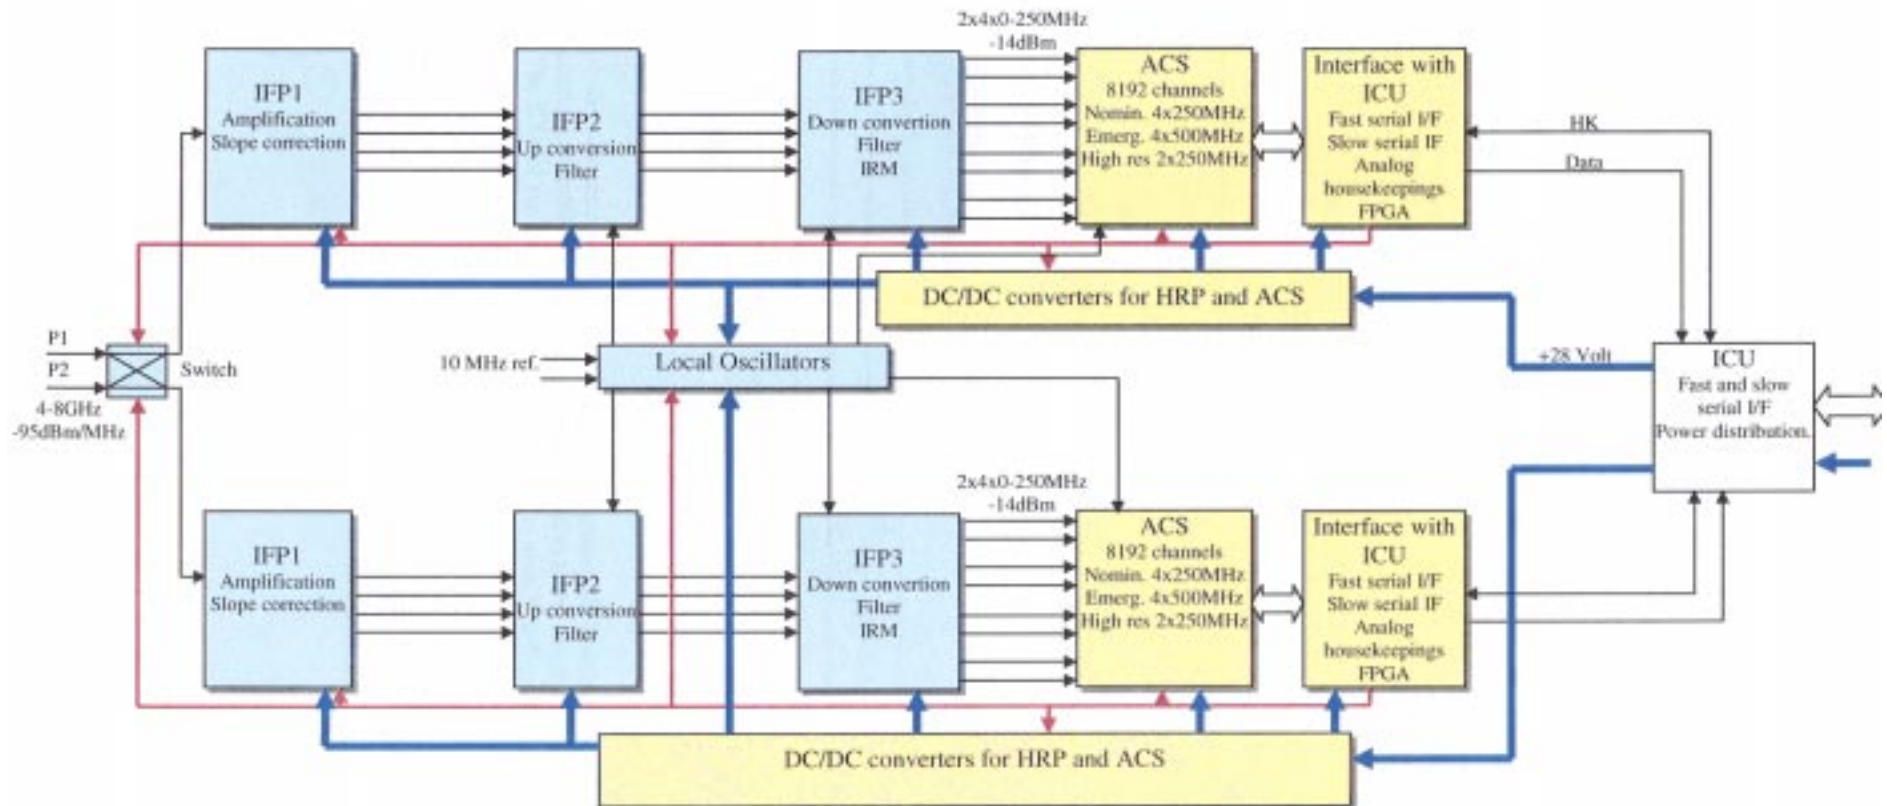 2x4x0-250MHz
-14dBm
IFP1
Amplification
Slope correction
IFP2
Up conversion
Filter
IFP3
Down convertion
Filter
IRM
ACS
8192 channels
Nomin. 4x250MHz
Emerg. 4x500MHz
High res 2x250MHz
Interface with
ICU
Fast serial I/F
Slow serial IF
Analog
housekeepings
FPGA
HK
Data
DC/DC converters for HRP and ACS
P1
P2
Switch
4-8GHz
-95dBm/MHz
10 MHz ref.
Local Oscillators
+28 Volt
ICU
Fast and slow
serial I/F
Power distribution.
2x4x0-250MHz
-14dBm
IFP1
Amplification
Slope correction
IFP2
Up conversion
Filter
IFP3
Down convertion
Filter
IRM
ACS
8192 channels
Nomin. 4x250MHz
Emerg. 4x500MHz
High res 2x250MHz
Interface with
ICU
Fast serial I/F
Slow serial IF
Analog
housekeepings
FPGA
DC/DC converters for HRP and ACS